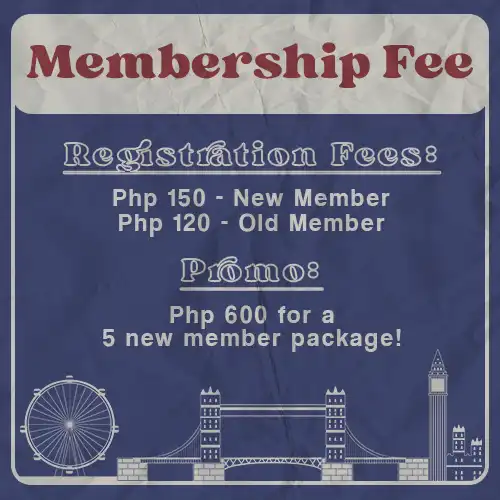 Membership Fee
Registration Fees:
Php 150 - New Member
Php 120 - Old Member
Promo:
Php 600 for a
5 new member package!